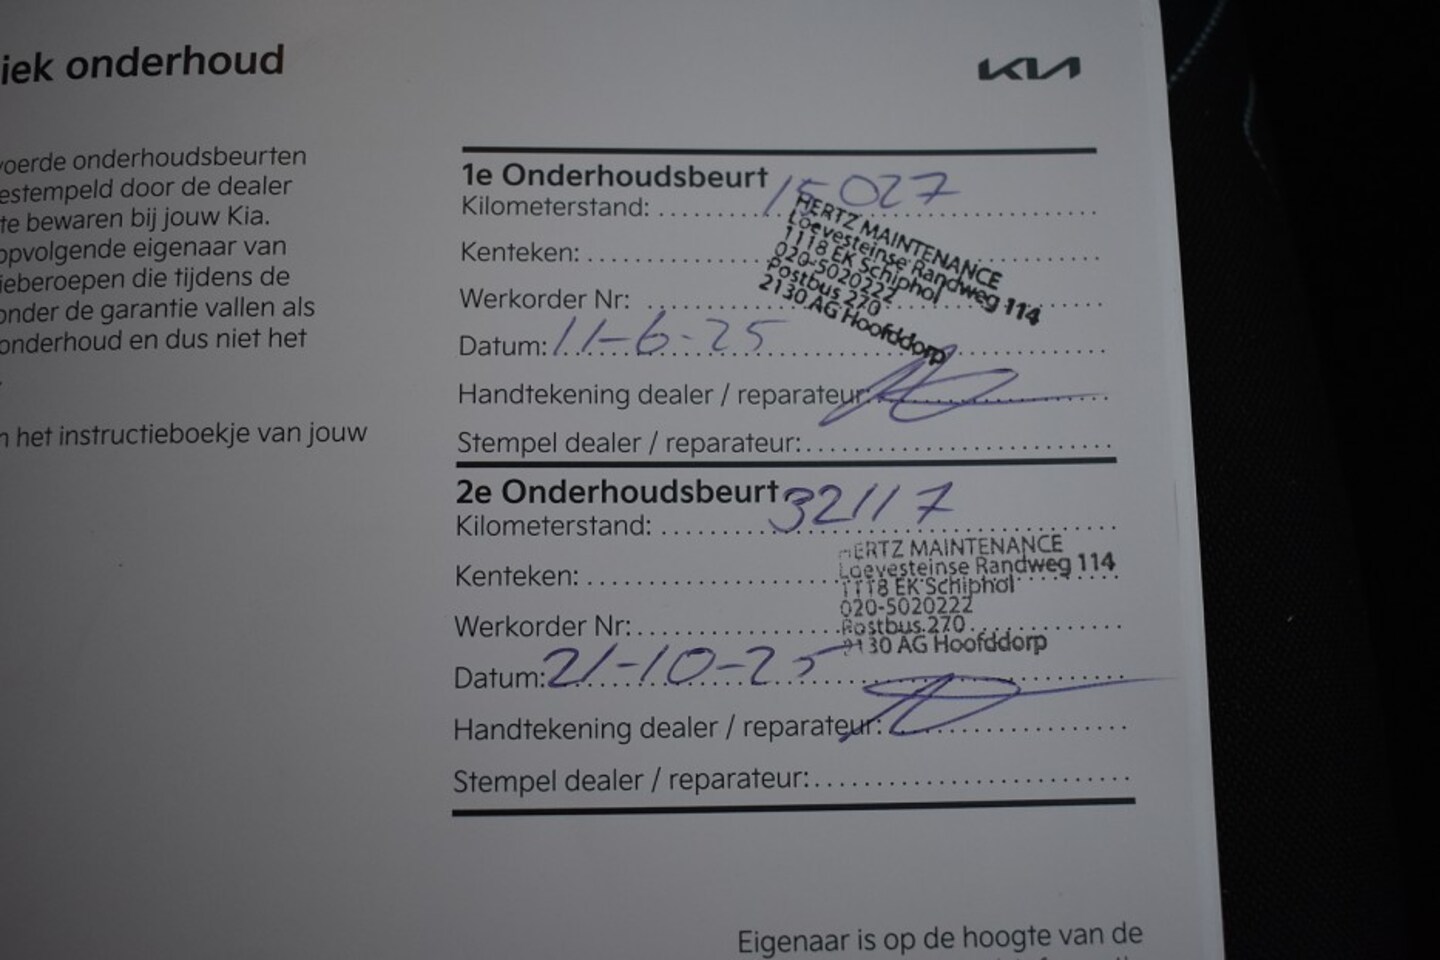 iek onderhoud
KIA
voerde onderhoudsbeurten
estempeld door de dealer
te bewaren bij jouw Kia.
opvolgende eigenaar van
ieberoepen die tijdens de
onder de garantie vallen als
onderhoud en dus niet het
n het instructieboekje van jouw
1e Onderhoudsbeurt
Kilometerstand: 15027
Kenteken:
Werkorder Nr:
Datum: 11-6-25
Handtekening dealer / reparateur:
Stempel dealer / reparateur:
HERTZ MAINTENANCE
Loevesteinse Randweg 114
1118 EK Schiphol
020-5020222
Postbus 270
2130 AG Hoofddorp
2e Onderhoudsbeurt
Kilometerstand: 32117
Kenteken:
Werkorder Nr:
Datum: 21-10-25
Handtekening dealer / reparateur:
Stempel dealer / reparateur:
HERTZ MAINTENANCE
Loevesteinse Randweg 114
1118 EK Schiphol
020-5020222
Postbus 270
2130 AG Hoofddorp
Eigenaar is op de hoogte van de